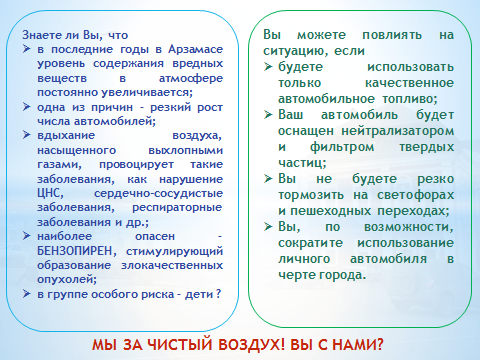 Знаете ли Вы, что
➢ в последние годы в Арзамасе
уровень содержания вредных
веществ в атмосфере
постоянно увеличивается;
➢ одна из причин - резкий рост
числа автомобилей;
➢ вдыхание воздуха,
насыщенного выхлопными
газами, провоцирует такие
заболевания, как нарушение
ЦНС, сердечно-сосудистые
заболевания, респираторные
заболевания и др.;
➢ наиболее опасен -
БЕНЗОПИРЕН, стимулирующий
образование злокачественных
опухолей;
➢ в группе особого риска - дети ?
Вы можете повлиять на
ситуацию, если
➢ будете использовать
только качественное
автомобильное топливо;
➢ Ваш автомобиль будет
оснащен нейтрализатором
и фильтром твердых
частиц;
➢ Вы не будете резко
тормозить на светофорах
и пешеходных переходах;
➢ Вы, по возможности,
сократите использование
личного автомобиля в
черте города.
МЫ ЗА ЧИСТЫЙ ВОЗДУХ! ВЫ С НАМИ?